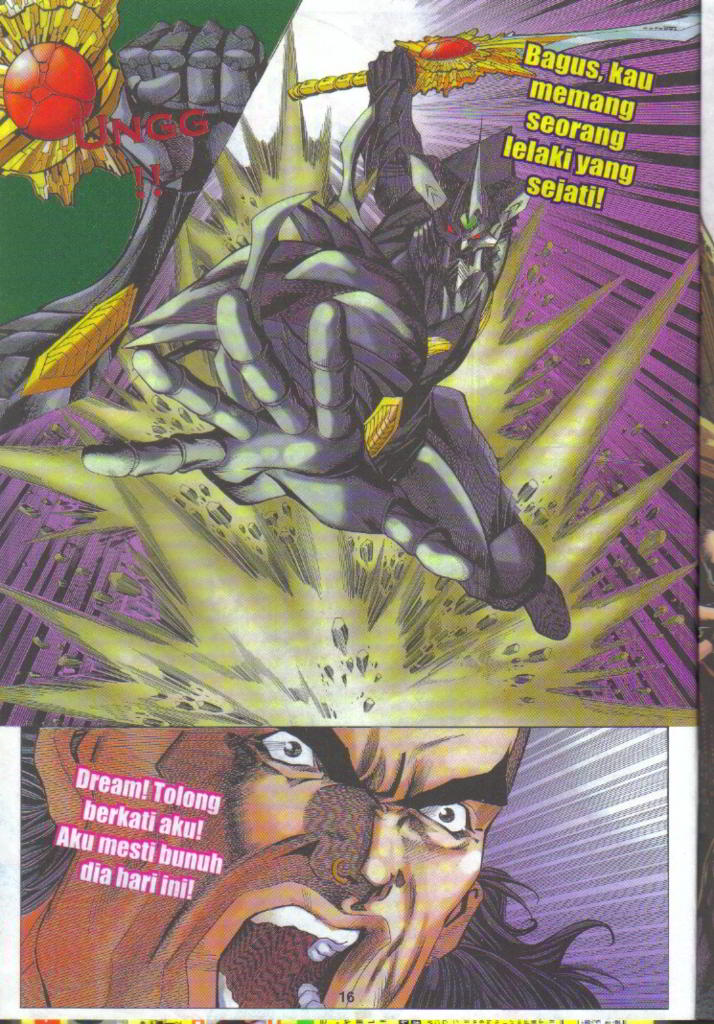 UNGG
!!
Bagus, kau
memang
seorang
lelaki yang
sejati!
Dream! Tolong
berkati aku!
Aku mesti bunuh
dia hari ini!
16